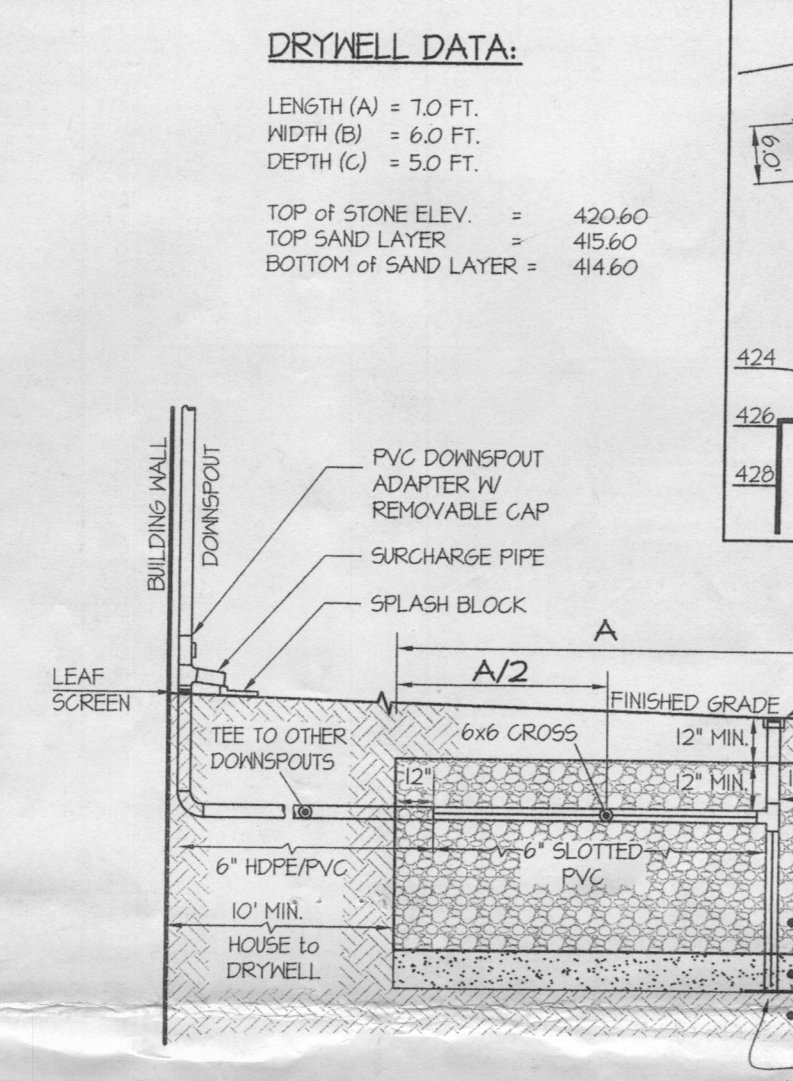 DRYWELL DATA:
LENGTH (A) = 7.0 FT.
WIDTH (B) = 6.0 FT.
DEPTH (C) = 5.0 FT.
TOP of STONE ELEV. = 420.60
TOP SAND LAYER = 415.60
BOTTOM of SAND LAYER = 414.60
6.0'
424
426
428
BUILDING WALL
DOWNSPOUT
PVC DOWNSPOUT
ADAPTER W/
REMOVABLE CAP
SURCHARGE PIPE
SPLASH BLOCK
LEAF
SCREEN
A
A/2
FINISHED GRADE
TEE TO OTHER
DOWNSPOUTS
6x6 CROSS
12" MIN.
12"
12" MIN.
6" HDPE/PVC
6" SLOTTED
PVC
10' MIN.
HOUSE to
DRYWELL